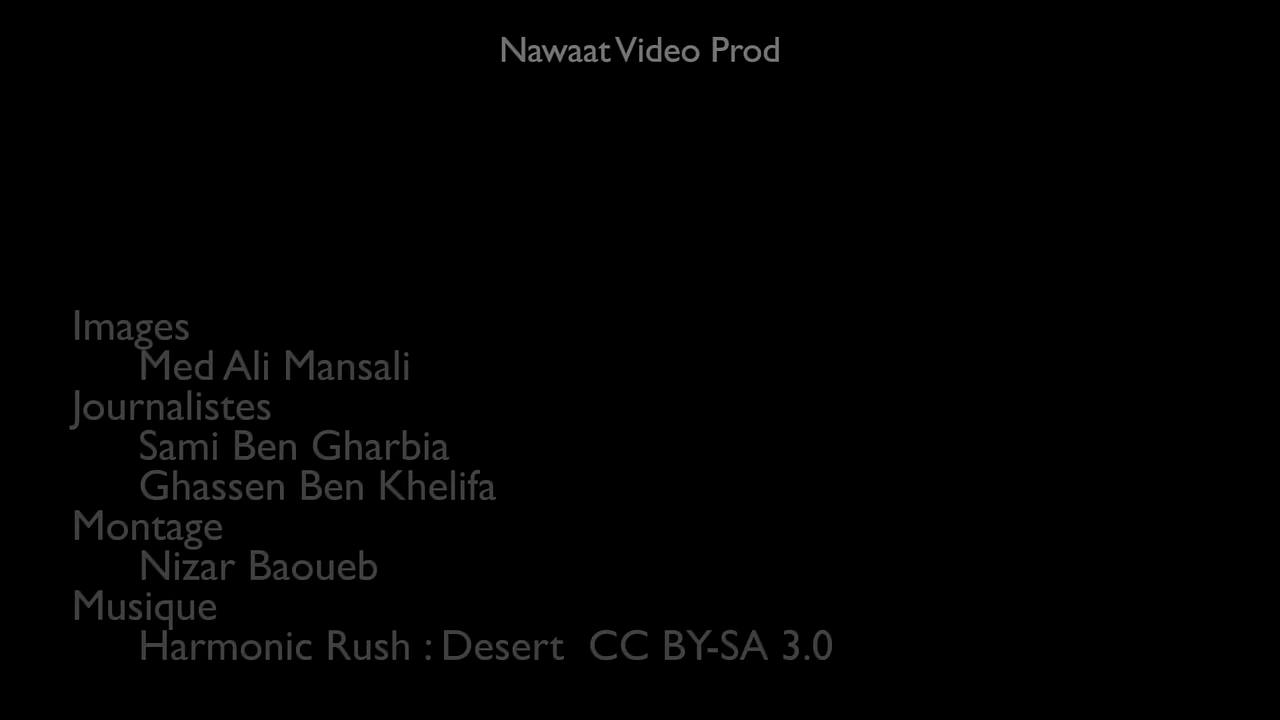 Nawaat Video Prod
Images
Med Ali Mansali
Journalistes
Sami Ben Gharbia
Ghassen Ben Khelifa
Montage
Nizar Baoueb
Musique
Harmonic Rush : Desert  CC BY-SA 3.0